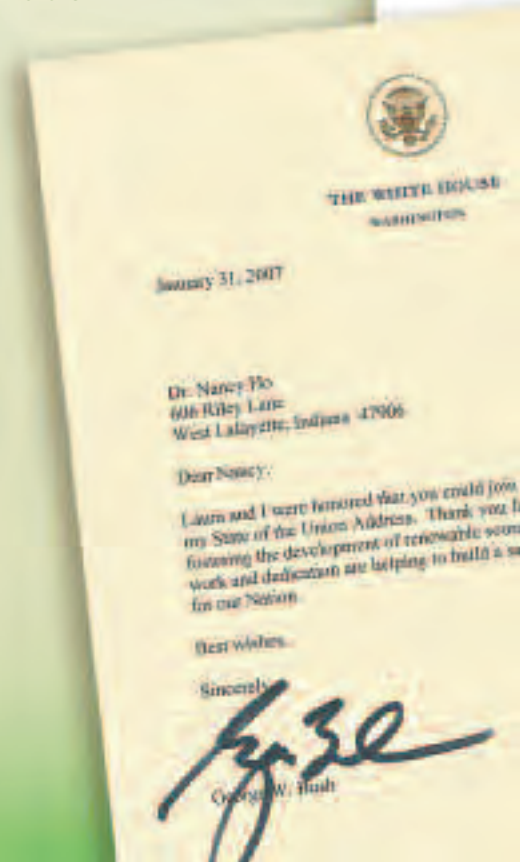 THE WHITE HOUSE
WASHINGTON
January 31, 2007
Dr. Nancy Ho
606 Riley Lane
West Lafayette, Indiana 47906
Dear Nancy:
Laura and I were honored that you could join
my State of the Union Address. Thank you
fostering the development of renewable
work and dedication are helping to build a
for our Nation.
Best wishes.
Sincerely,
George W. Bush